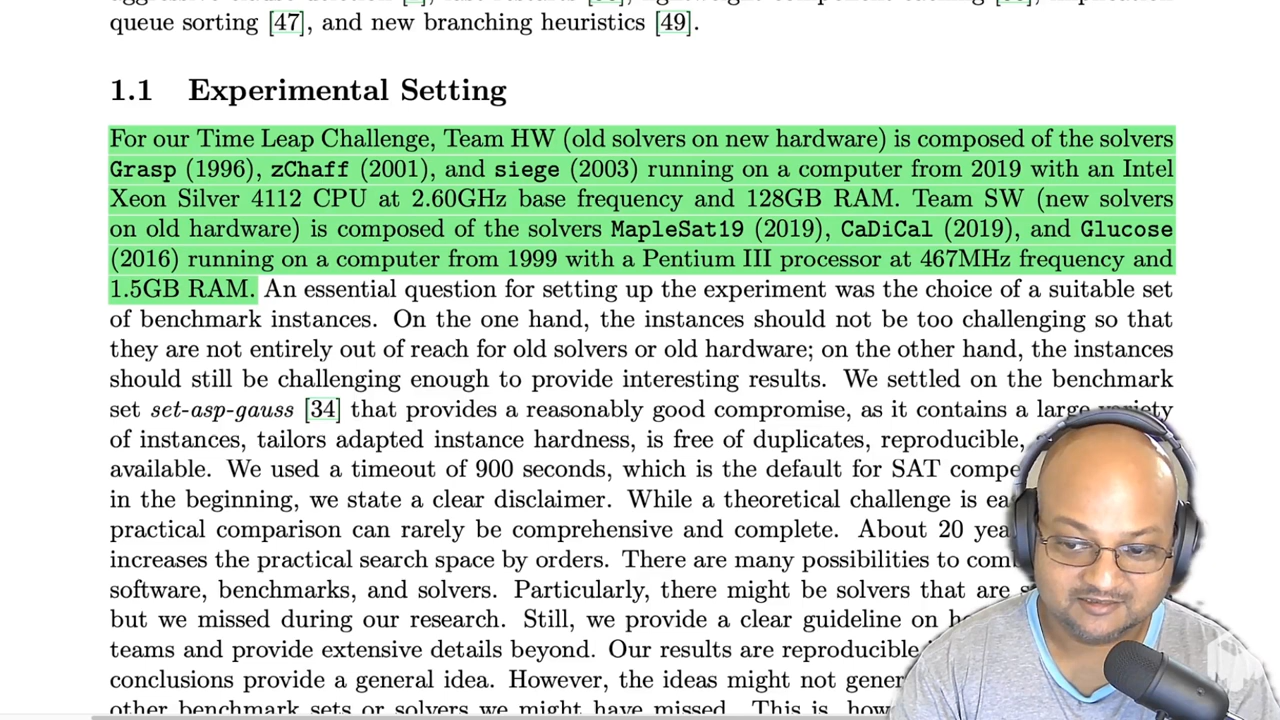 queue sorting [47], and new branching heuristics [49].
1.1 Experimental Setting
For our Time Leap Challenge, Team HW (old solvers on new hardware) is composed of the solvers
Grasp (1996), zChaff (2001), and siege (2003) running on a computer from 2019 with an Intel
Xeon Silver 4112 CPU at 2.60GHz base frequency and 128GB RAM. Team SW (new solvers
on old hardware) is composed of the solvers MapleSat19 (2019), CaDiCal (2019), and Glucose
(2016) running on a computer from 1999 with a Pentium III processor at 467MHz frequency and
1.5GB RAM. An essential question for setting up the experiment was the choice of a suitable set
of benchmark instances. On the one hand, the instances should not be too challenging so that
they are not entirely out of reach for old solvers or old hardware; on the other hand, the instances
should still be challenging enough to provide interesting results. We settled on the benchmark
set set-asp-gauss [34] that provides a reasonably good compromise, as it contains a large variety
of instances, tailors adapted instance hardness, is free of duplicates, reproducible,
available. We used a timeout of 900 seconds, which is the default for SAT compe
in the beginning, we state a clear disclaimer. While a theoretical challenge is ea
practical comparison can rarely be comprehensive and complete. About 20 yea
increases the practical search space by orders. There are many possibilities to com
software, benchmarks, and solvers. Particularly, there might be solvers that are
but we missed during our research. Still, we provide a clear guideline on
teams and provide extensive details beyond. Our results are reproducible
conclusions provide a general idea. However, the ideas might not gener
other benchmark sets or solvers we might have missed. This is, how